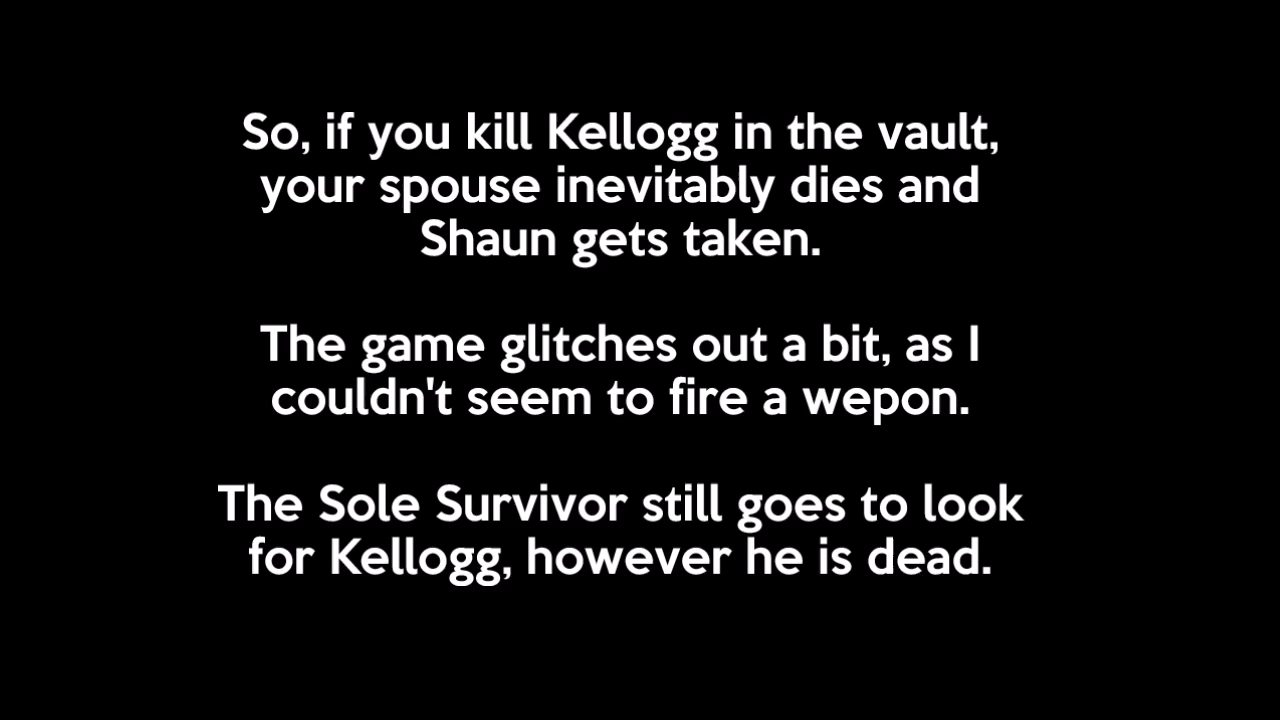 So, if you kill Kellogg in the vault,
your spouse inevitably dies and
Shaun gets taken.
The game glitches out a bit, as I
couldn't seem to fire a wepon.
The Sole Survivor still goes to look
for Kellogg, however he is dead.